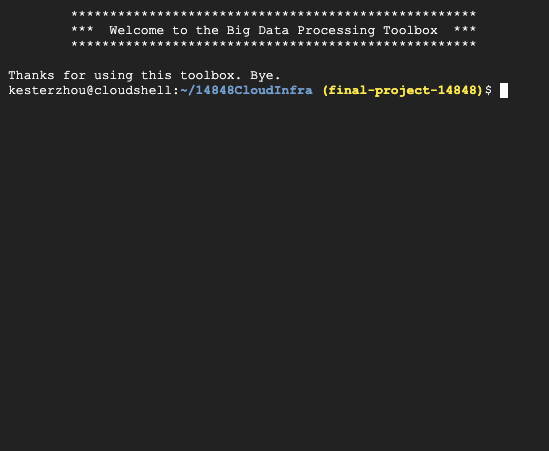 ****************************************************
***  Welcome to the Big Data Processing Toolbox  ***
****************************************************
Thanks for using this toolbox. Bye.
kesterzhou@cloudshell:~/14848CloudInfra (final-project-14848)$